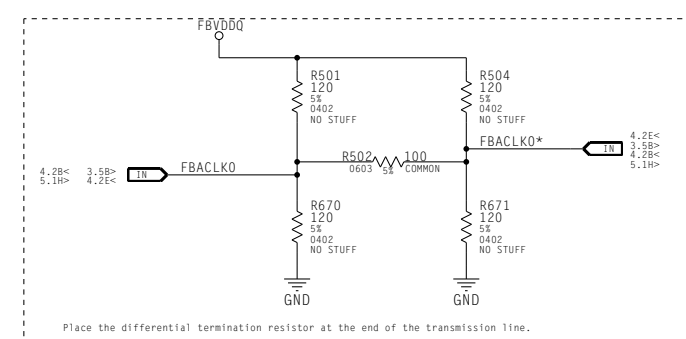 FBVDDQ
R501
120
5%
0402
NO STUFF
R504
120
5%
0402
NO STUFF
FBACLK0*
IN
4.2E<
3.5B>
4.2B<
5.1H>
R502 100
0603 5% COMMON
4.2B< 3.5B>
5.1H> 4.2E<
IN
FBACLK0
R670
120
5%
0402
NO STUFF
R671
120
5%
0402
NO STUFF
GND
GND
Place the differential termination resistor at the end of the transmission line.